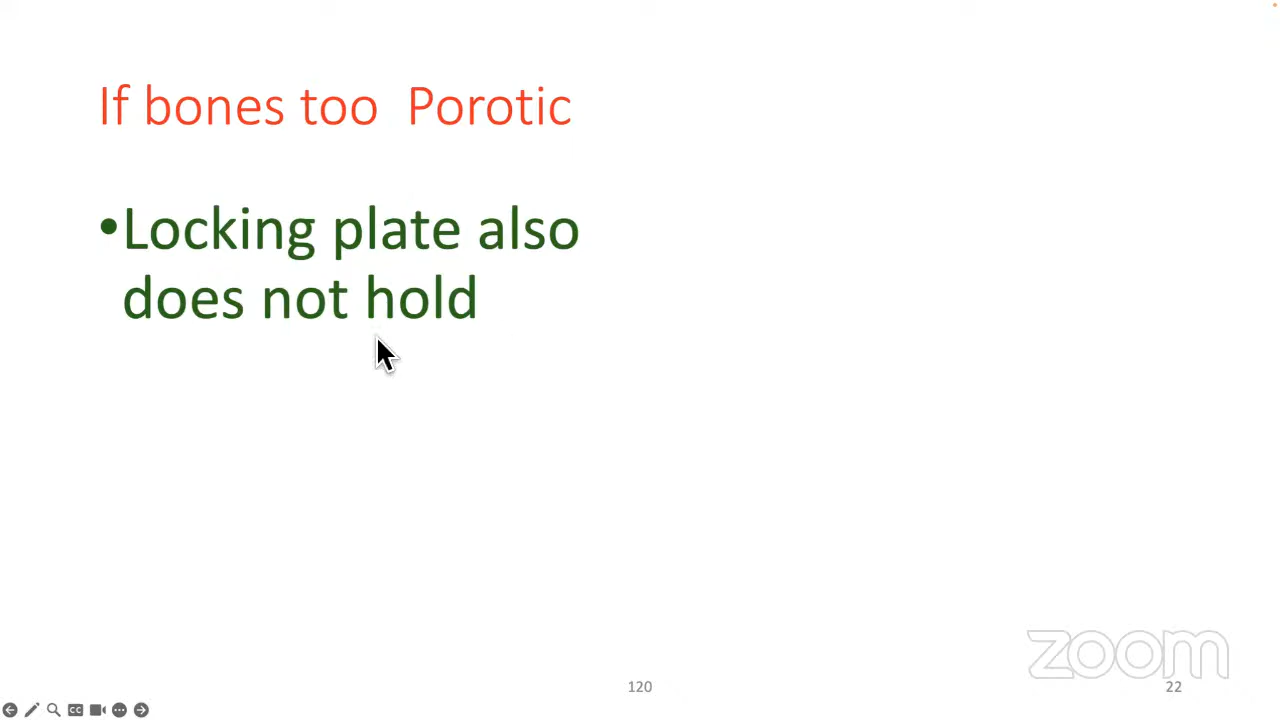 If bones too  Porotic
•Locking plate also
does not hold
zoom
120
22